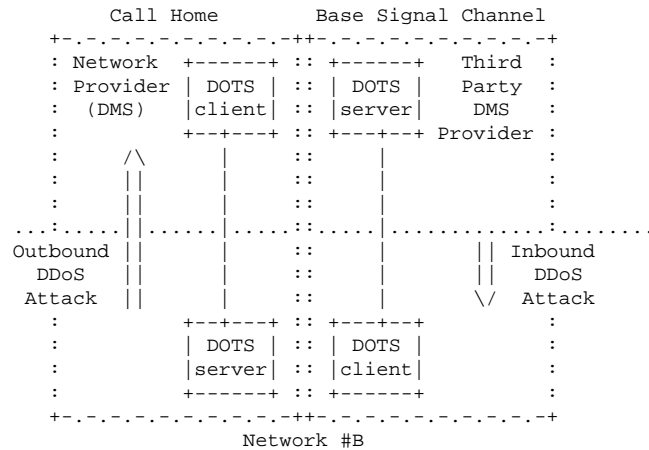 Call Home Base Signal Channel
Network Third
Provider DOTS DOTS Party
(DMS) client server DMS
Provider
Outbound Inbound
DDoS DDoS
Attack Attack
DOTS DOTS
server client
Network #B